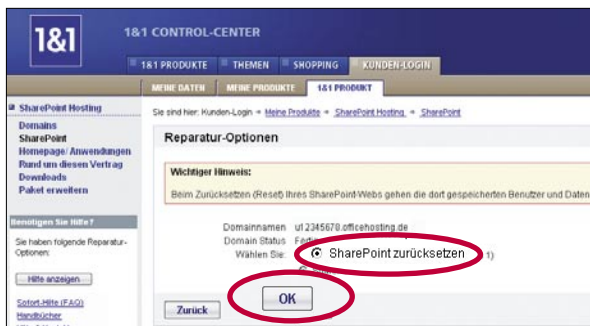 1&1
1&1 CONTROL-CENTER
1&1 PRODUKTE THEMEN SHOPPING KUNDEN-LOGIN
MEINE DATEN MEINE PRODUKTE 1&1 PRODUKT
SharePoint Hosting
Domains
SharePoint
Homepage/Anwendungen
Rund um diesen Vertrag
Downloads
Paket erweitern
Benötigen Sie Hilfe?
Sie haben folgende Reparatur-
Optionen:
Hilfe anzeigen
Sofort-Hilfe (FAQ)
Handbücher
Sie sind hier: Kunden-Login → Meine Produkte → SharePoint Hosting → SharePoint
Reparatur-Optionen
Wichtiger Hinweis:
Beim Zurücksetzen (Reset) Ihres SharePoint-Webs gehen die dort gespeicherten Benutzer und Daten
Domainnamen u12345678.officehosting.de
Domain Status
Wählen Sie: SharePoint zurücksetzen 1)
Zurück OK